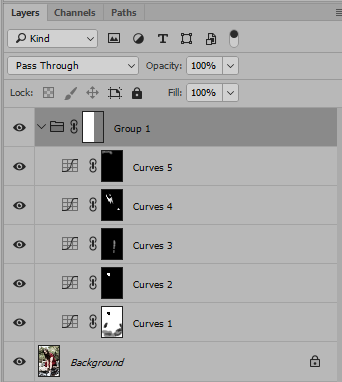 Layers Channels Paths
Kind
Pass Through Opacity: 100%
Lock: Fill: 100%
Group 1
Curves 5
Curves 4
Curves 3
Curves 2
Curves 1
Background